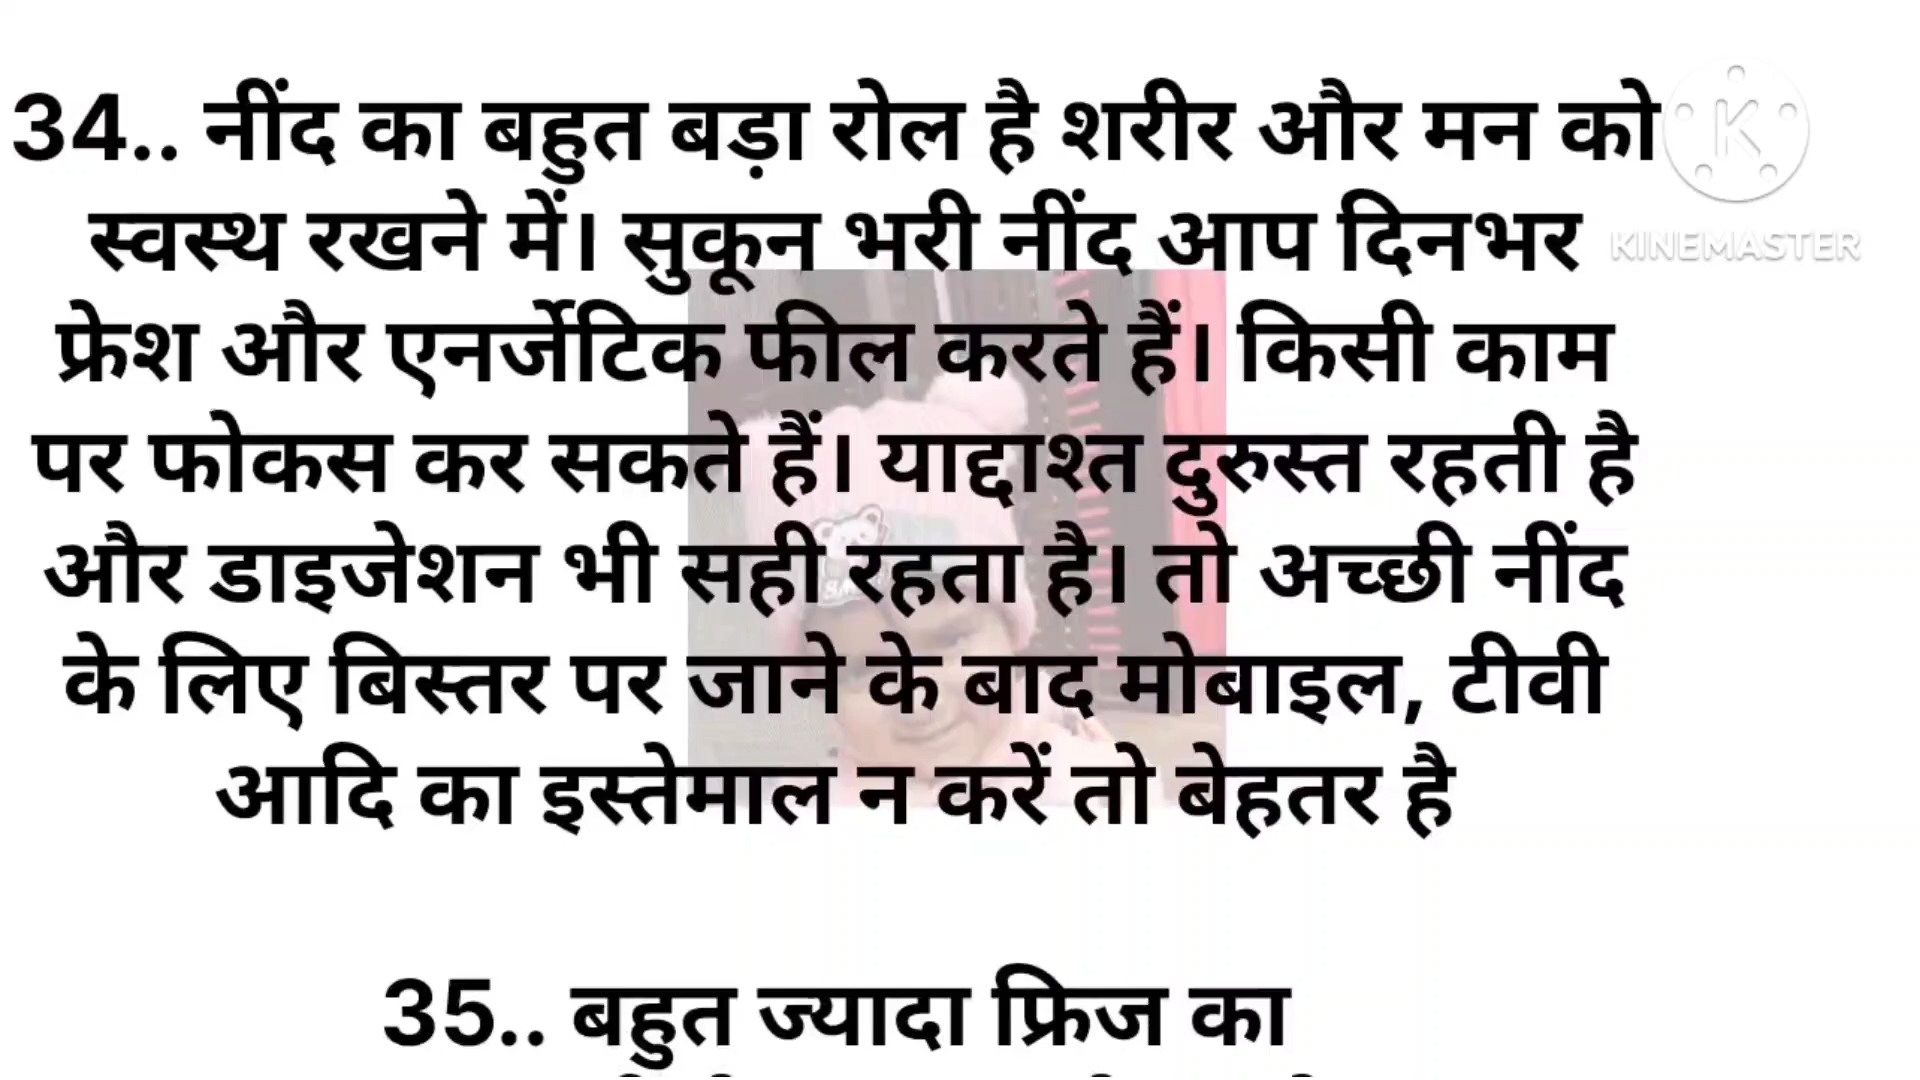 34.. नींद का बहुत बड़ा रोल है शरीर और मन को
स्वस्थ रखने में। सुकून भरी नींद आप दिनभर
फ्रेश और एनर्जेटिक फील करते हैं। किसी काम
पर फोकस कर सकते हैं। याद्दाश्त दुरुस्त रहती है
और डाइजेशन भी सही रहता है। तो अच्छी नींद
के लिए बिस्तर पर जाने के बाद मोबाइल, टीवी
आदि का इस्तेमाल न करें तो बेहतर है
35.. बहुत ज्यादा फ्रिज का
K
KINEMASTER